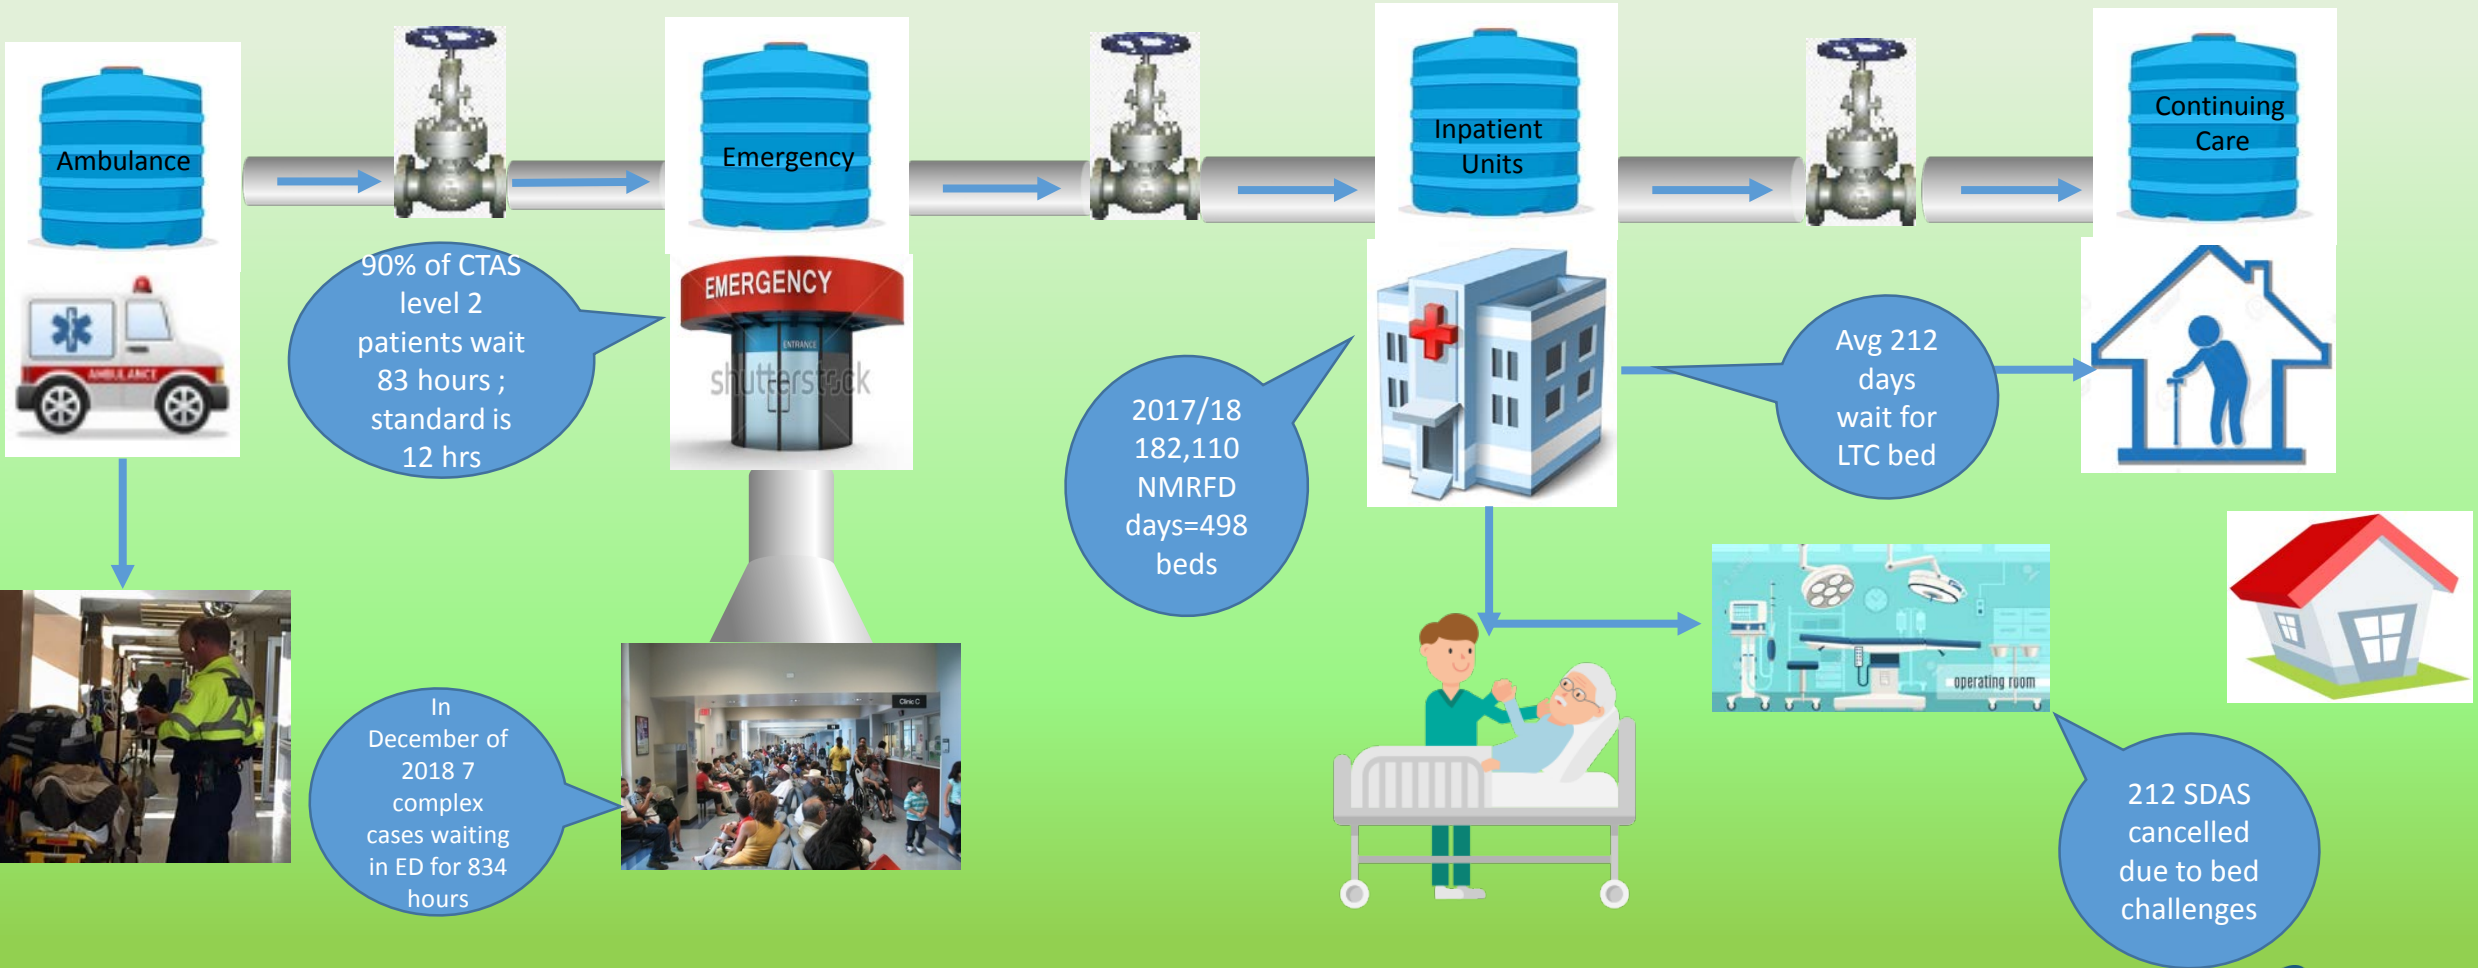 Ambulance
Emergency
Inpatient
Units
Continuing
Care
90% of CTAS
level 2
patients wait
83 hours ;
standard is
12 hrs
EMERGENCY
ENTRANCE
shutterstock
AMBULANCE
2017/18
182,110
NMRFD
days=498
beds
Avg 212
days
wait for
LTC bed
In
December of
2018 7
complex
cases waiting
in ED for 834
hours
Clinic C
operating room
212 SDAS
cancelled
due to bed
challenges